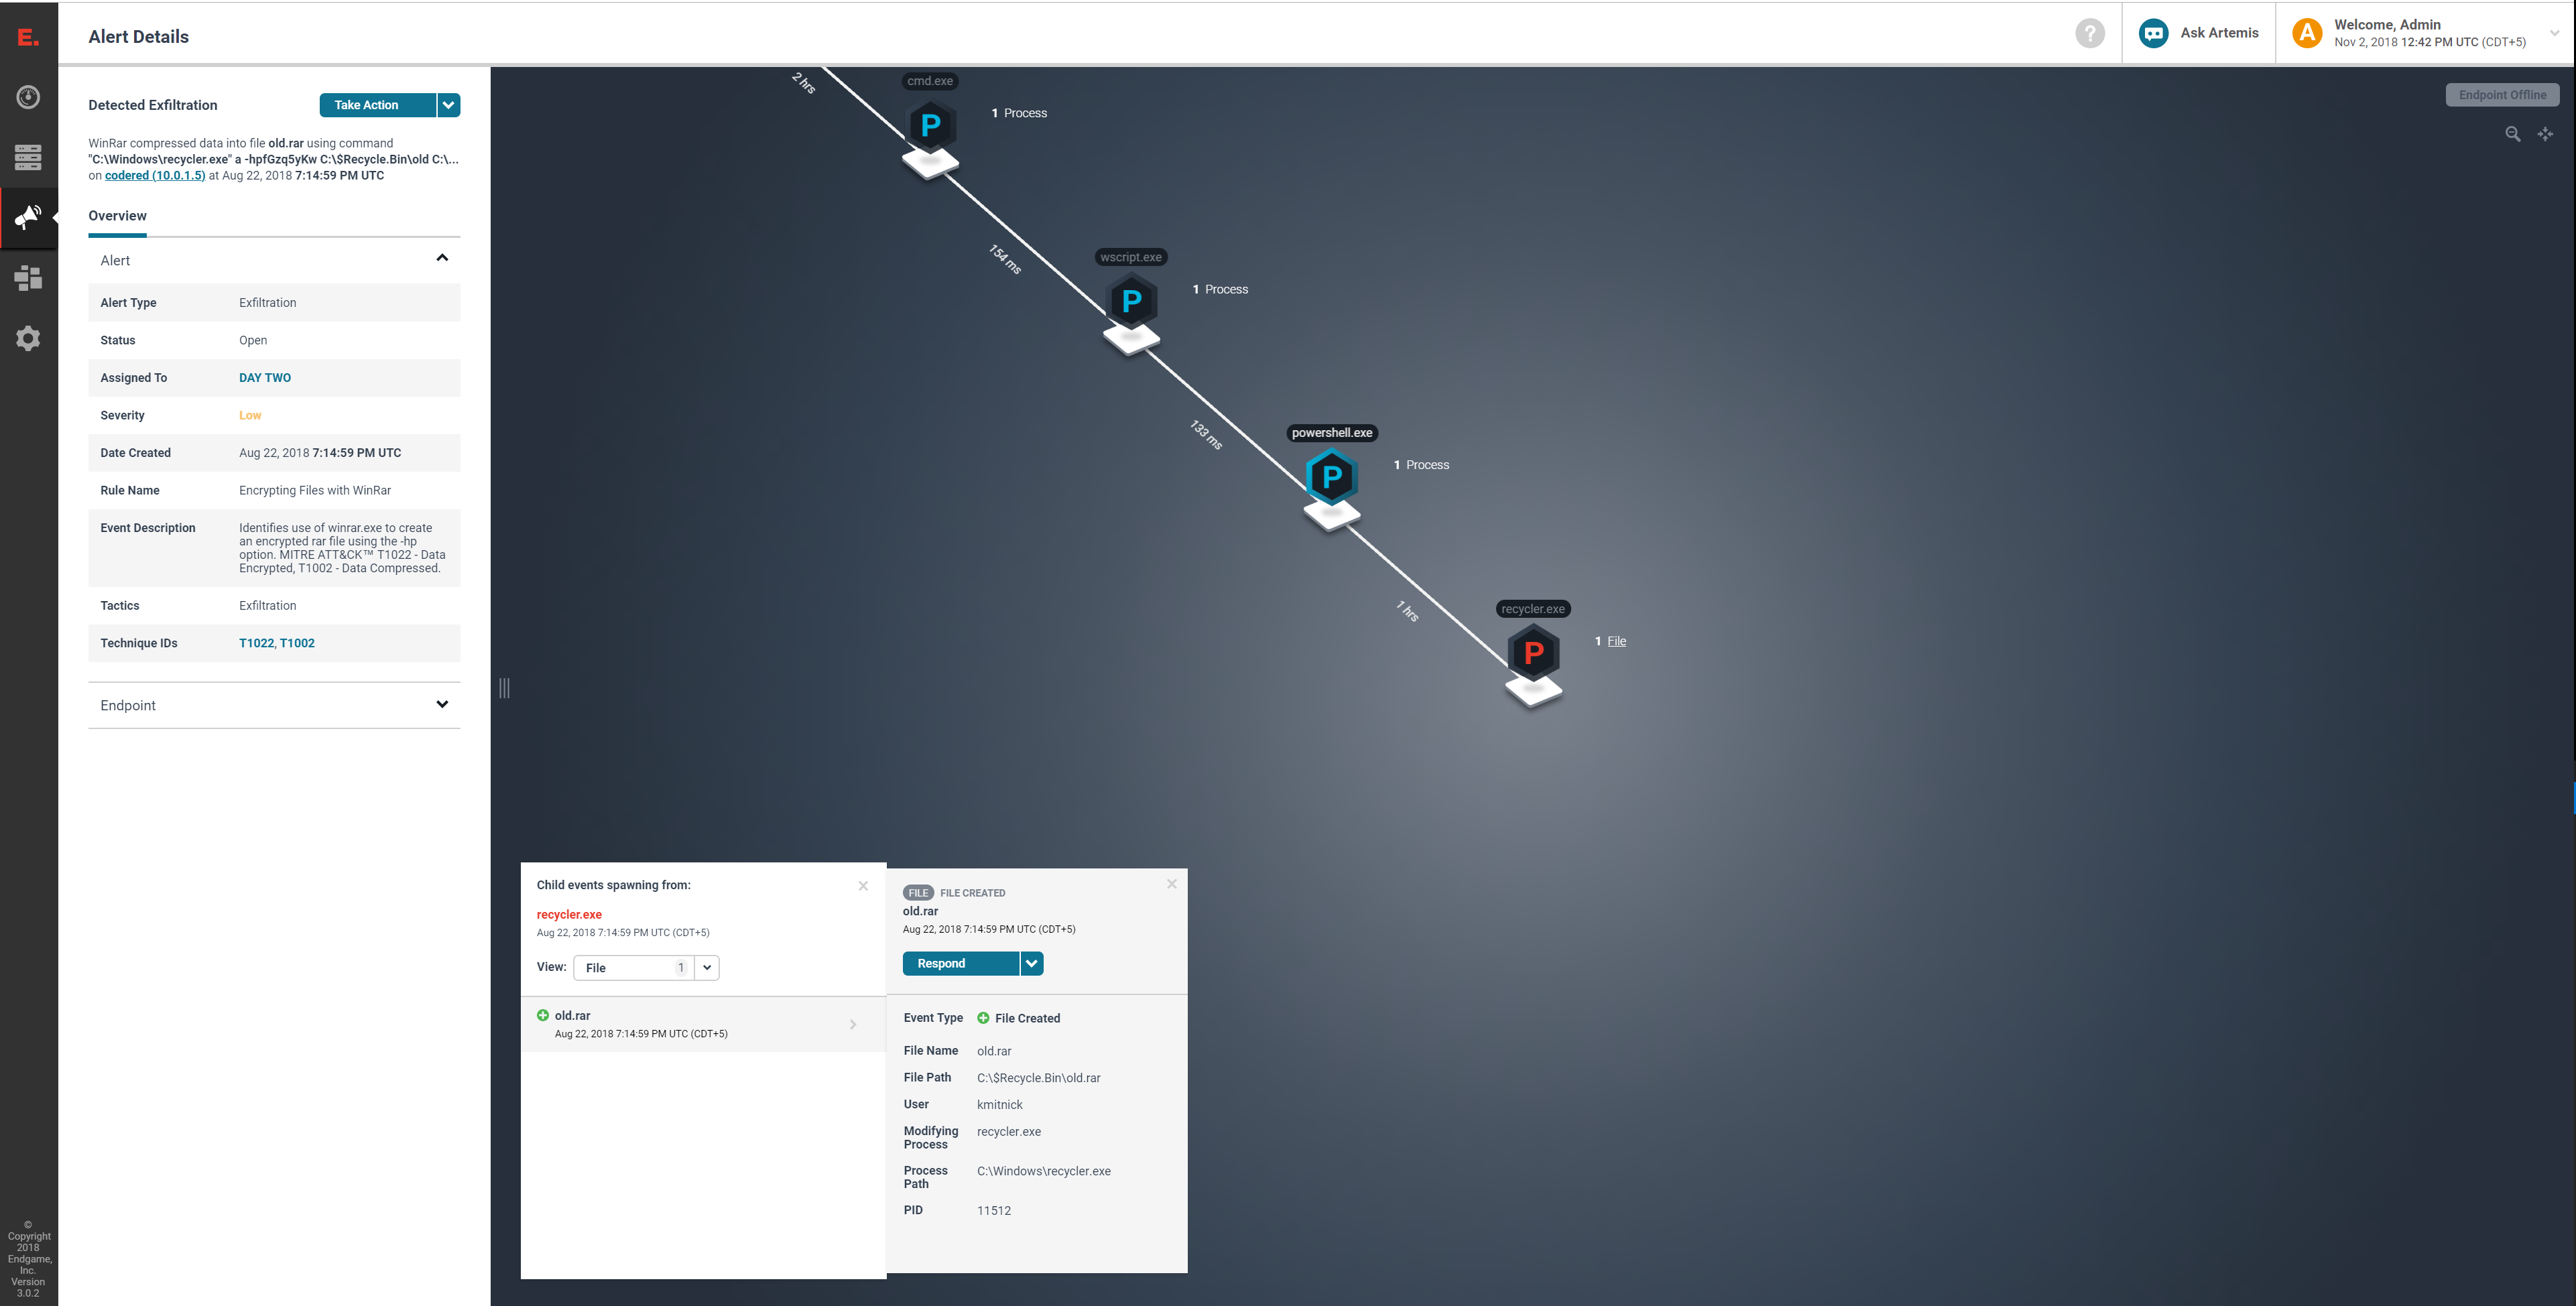 E.
Alert Details
?
Ask Artemis
A
Welcome, Admin
Nov 2, 2018 12:42 PM UTC (CDT+5)
Detected Exfiltration
Take Action
WinRar compressed data into file old.rar using command
"C:\Windows\recycler.exe" a -hpfGzq5yKw C:\$Recycle.Bin\old C:\...
on codered (10.0.1.5) at Aug 22, 2018 7:14:59 PM UTC
Overview
Alert
Alert Type Exfiltration
Status Open
Assigned To DAY TWO
Severity Low
Date Created Aug 22, 2018 7:14:59 PM UTC
Rule Name Encrypting Files with WinRar
Event Description Identifies use of winrar.exe to create
an encrypted rar file using the -hp
option. MITRE ATT&CK™ T1022 - Data
Encrypted, T1002 - Data Compressed.
Tactics Exfiltration
Technique IDs T1022, T1002
Endpoint
Endpoint Offline
2 hrs
cmd.exe
P
1 Process
154 ms
wscript.exe
P
1 Process
133 ms
powershell.exe
P
1 Process
1 hrs
recycler.exe
P
1 File
Child events spawning from:
recycler.exe
Aug 22, 2018 7:14:59 PM UTC (CDT+5)
View: File 1
old.rar
Aug 22, 2018 7:14:59 PM UTC (CDT+5)
FILE FILE CREATED
old.rar
Aug 22, 2018 7:14:59 PM UTC (CDT+5)
Respond
Event Type File Created
File Name old.rar
File Path C:\$Recycle.Bin\old.rar
User kmitnick
Modifying recycler.exe
Process
Process C:\Windows\recycler.exe
Path
PID 11512
©
Copyright
2018
Endgame,
Inc.
Version
3.0.2